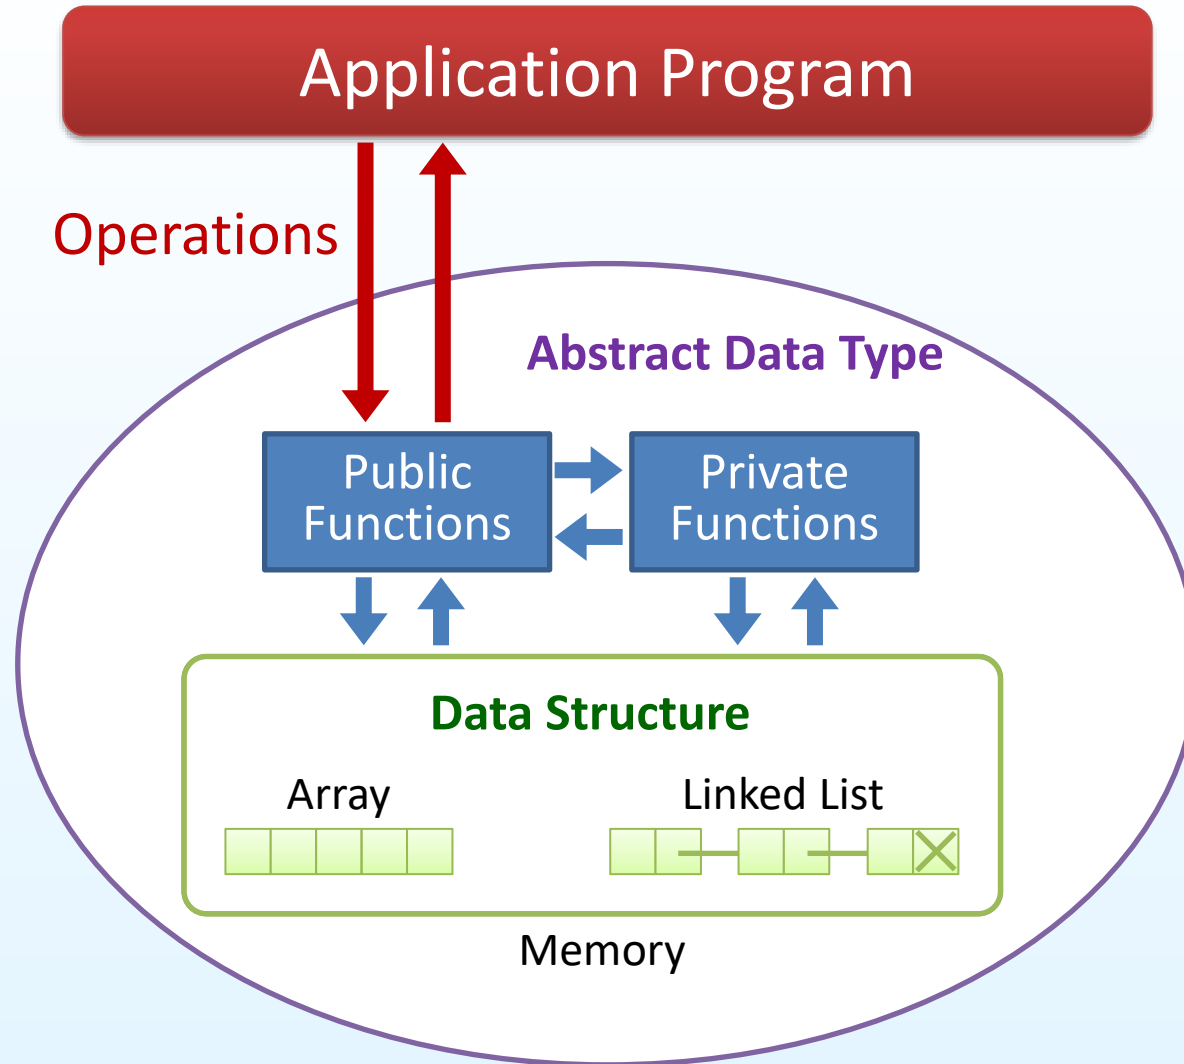 Application Program
Operations
Abstract Data Type
Public
Functions
Private
Functions
Data Structure
Array
Linked List
Memory